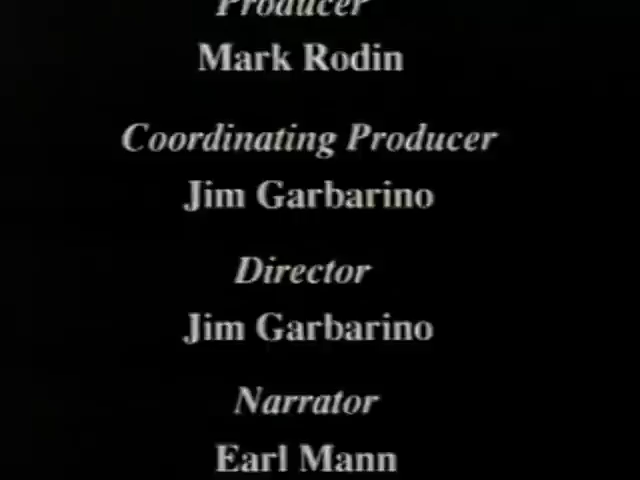 Producer
Mark Rodin
Coordinating Producer
Jim Garbarino
Director
Jim Garbarino
Narrator
Earl Mann